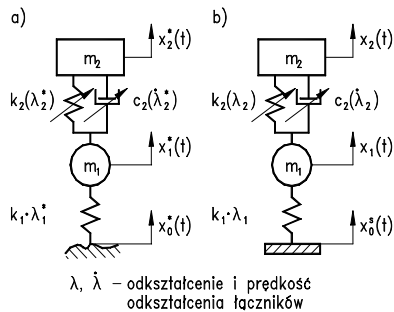 a)
x₂*(t)
m₂
k₂(λ₂*)
c₂(λ̇₂*)
x₁*(t)
m₁
k₁·λ₁*
x₀*(t)
b)
x₂(t)
m₂
k₂(λ₂)
c₂(λ̇₂)
x₁(t)
m₁
k₁·λ₁
x₀ˢ(t)
λ, λ̇ – odkształcenie i prędkość
odkształcenia łączników